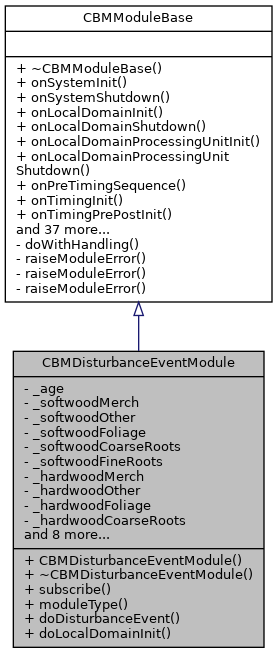 CBMModuleBase
+ ~CBMModuleBase()
+ onSystemInit()
+ onSystemShutdown()
+ onLocalDomainInit()
+ onLocalDomainShutdown()
+ onLocalDomainProcessingUnitInit()
+ onLocalDomainProcessingUnit
Shutdown()
+ onPreTimingSequence()
+ onTimingInit()
+ onTimingPrePostInit()
and 37 more...
- doWithHandling()
- raiseModuleError()
- raiseModuleError()
- raiseModuleError()
CBMDisturbanceEventModule
- _age
- _softwoodMerch
- _softwoodOther
- _softwoodFoliage
- _softwoodCoarseRoots
- _softwoodFineRoots
- _hardwoodMerch
- _hardwoodOther
- _hardwoodFoliage
- _hardwoodCoarseRoots
and 8 more...
+ CBMDisturbanceEventModule()
+ ~CBMDisturbanceEventModule()
+ subscribe()
+ moduleType()
+ doDisturbanceEvent()
+ doLocalDomainInit()